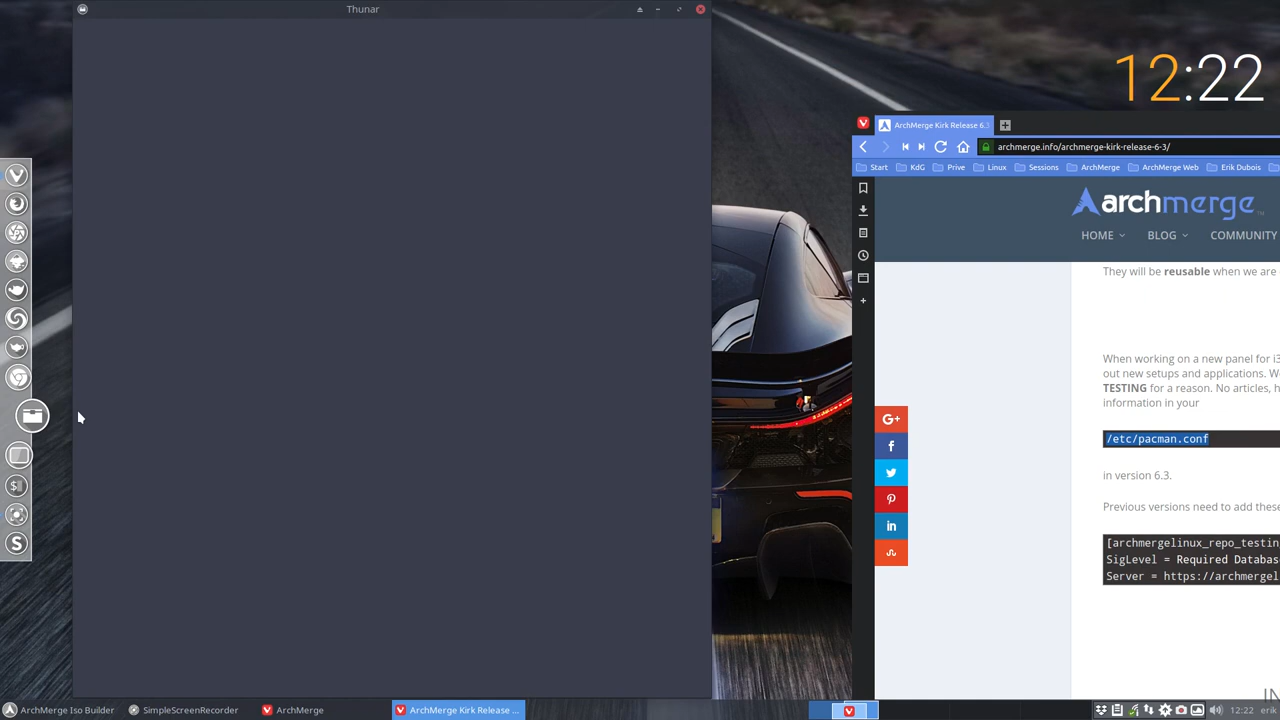 Thunar
12:22
ArchMerge Kirk Release 6.3
archmerge.info/archmerge-kirk-release-6-3/
Start KdG Prive Linux Sessions ArchMerge ArchMerge Web Erik Dubois
archmerge
HOME BLOG COMMUNITY
They will be reusable when we are
When working on a new panel for i3
out new setups and applications. W
TESTING for a reason. No articles, h
information in your
/etc/pacman.conf
in version 6.3.
Previous versions need to add these
[archmergelinux_repo_testin
SigLevel = Required Databas
Server = https://archmergel
G+
f
in
$
S
ArchMerge Iso Builder SimpleScreenRecorder ArchMerge ArchMerge Kirk Release ... 12:22 erik